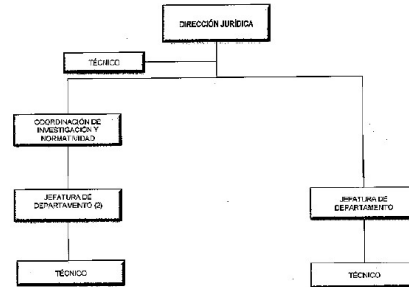 DIRECCIÓN JURÍDICA
TÉCNICO
COORDINACIÓN DE
INVESTIGACIÓN Y
NORMATIVIDAD
JEFATURA DE
DEPARTAMENTO (2)
JEFATURA DE
DEPARTAMENTO
TÉCNICO
TÉCNICO